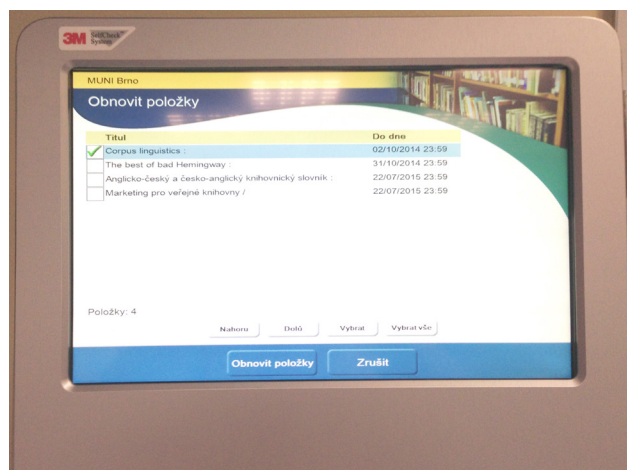 3M SelfCheck™
System
MUNI Brno
Obnovit položky
Titul Do dne
Corpus linguistics : 02/10/2014 23:59
The best of bad Hemingway : 31/10/2014 23:59
Anglicko-český a česko-anglický knihovnický slovník : 22/07/2015 23:59
Marketing pro veřejné knihovny / 22/07/2015 23:59
Položky: 4
Nahoru Dolů Vybrat Vybrat vše
Obnovit položky Zrušit